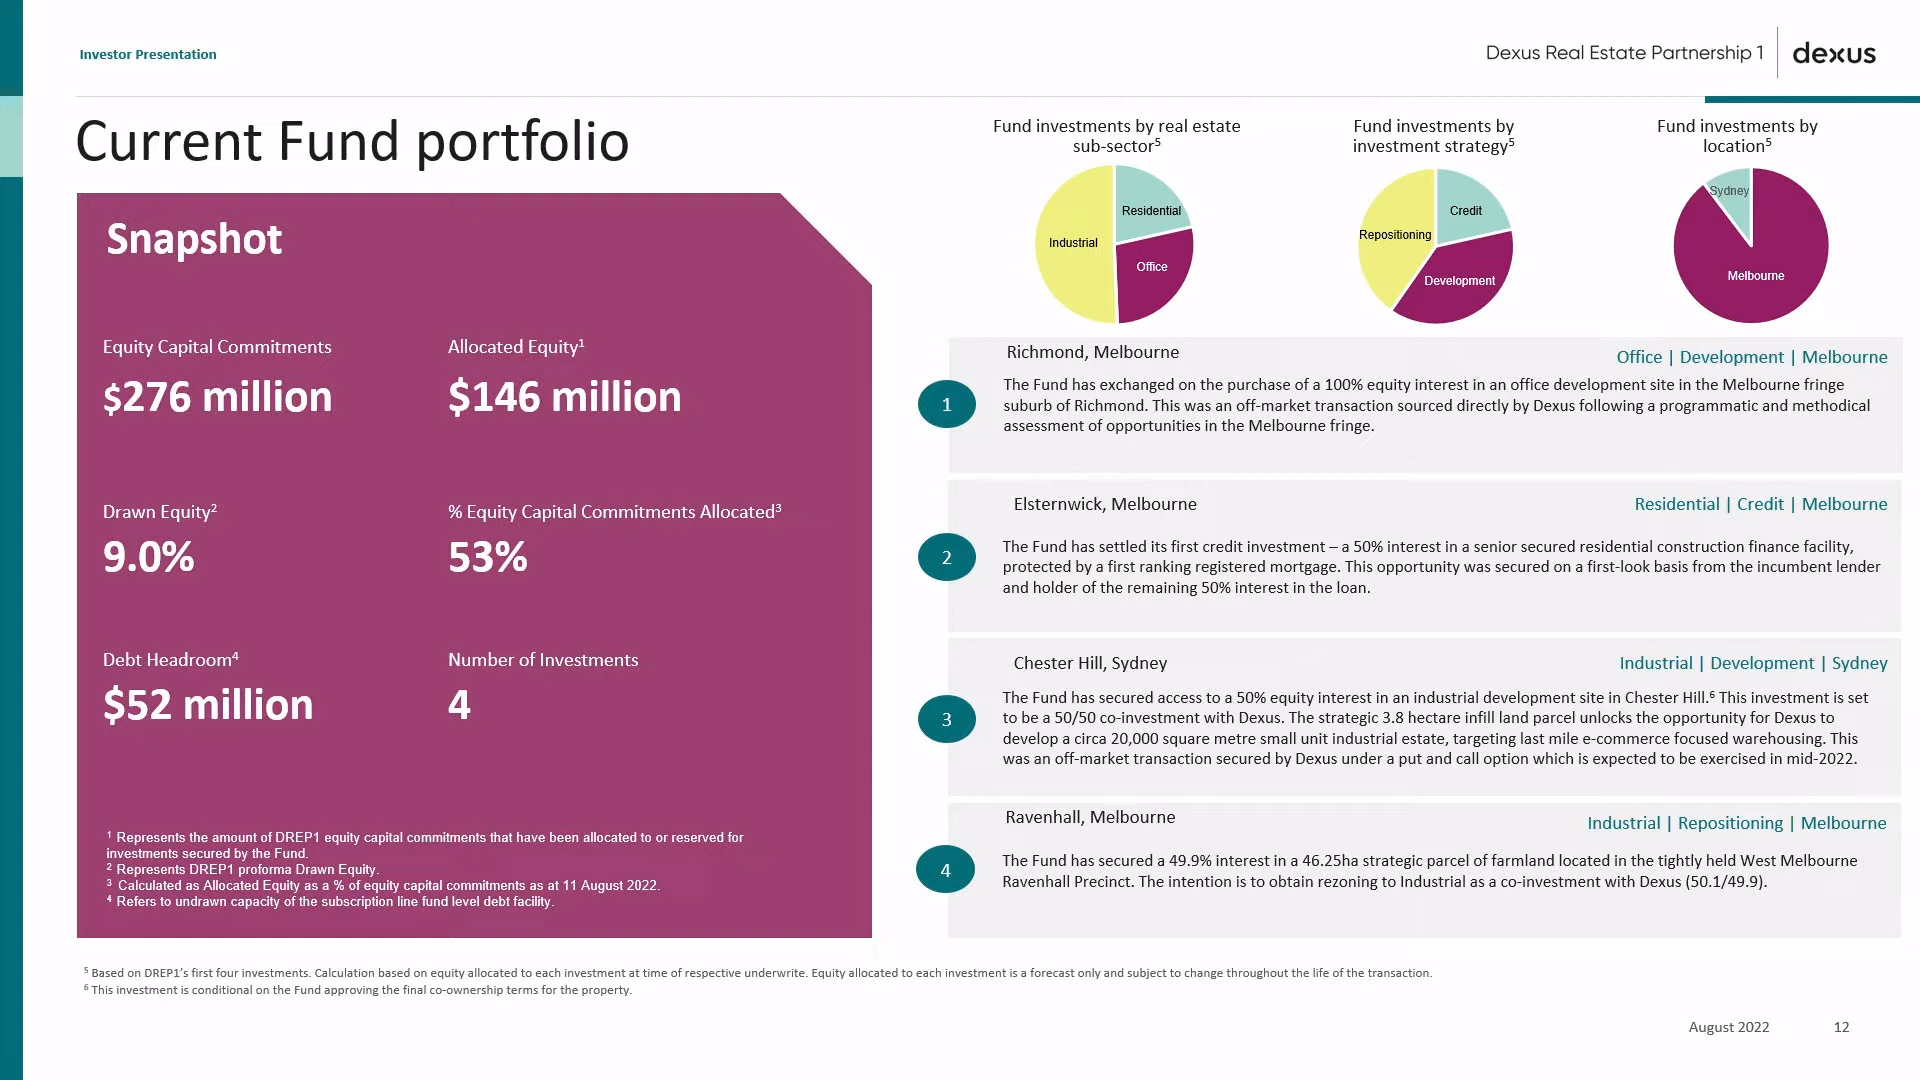 Investor Presentation
Dexus Real Estate Partnership 1
dexus
Current Fund portfolio
Snapshot
Equity Capital Commitments
$276 million
Allocated Equity¹
$146 million
Drawn Equity²
9.0%
% Equity Capital Commitments Allocated³
53%
Debt Headroom⁴
$52 million
Number of Investments
4
¹ Represents the amount of DREP1 equity capital commitments that have been allocated to or reserved for
investments secured by the Fund.
² Represents DREP1 proforma Drawn Equity.
³ Calculated as Allocated Equity as a % of equity capital commitments as at 11 August 2022.
⁴ Refers to undrawn capacity of the subscription line fund level debt facility.
Fund investments by real estate
sub-sector⁵
Residential
Industrial
Office
Fund investments by
investment strategy⁵
Credit
Repositioning
Development
Fund investments by
location⁵
Sydney
Melbourne
1
Richmond, Melbourne
Office | Development | Melbourne
The Fund has exchanged on the purchase of a 100% equity interest in an office development site in the Melbourne fringe
suburb of Richmond. This was an off-market transaction sourced directly by Dexus following a programmatic and methodical
assessment of opportunities in the Melbourne fringe.
2
Elsternwick, Melbourne
Residential | Credit | Melbourne
The Fund has settled its first credit investment – a 50% interest in a senior secured residential construction finance facility,
protected by a first ranking registered mortgage. This opportunity was secured on a first-look basis from the incumbent lender
and holder of the remaining 50% interest in the loan.
3
Chester Hill, Sydney
Industrial | Development | Sydney
The Fund has secured access to a 50% equity interest in an industrial development site in Chester Hill.⁶ This investment is set
to be a 50/50 co-investment with Dexus. The strategic 3.8 hectare infill land parcel unlocks the opportunity for Dexus to
develop a circa 20,000 square metre small unit industrial estate, targeting last mile e-commerce focused warehousing. This
was an off-market transaction secured by Dexus under a put and call option which is expected to be exercised in mid-2022.
4
Ravenhall, Melbourne
Industrial | Repositioning | Melbourne
The Fund has secured a 49.9% interest in a 46.25ha strategic parcel of farmland located in the tightly held West Melbourne
Ravenhall Precinct. The intention is to obtain rezoning to Industrial as a co-investment with Dexus (50.1/49.9).
⁵ Based on DREP1's first four investments. Calculation based on equity allocated to each investment at time of respective underwrite. Equity allocated to each investment is a forecast only and subject to change throughout the life of the transaction.
⁶ This investment is conditional on the Fund approving the final co-ownership terms for the property.
August 2022
12